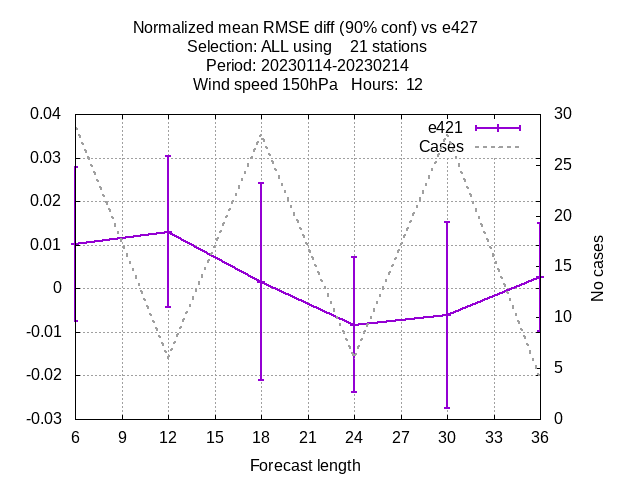 Normalized mean RMSE diff (90% conf) vs e427
Selection: ALL using    21 stations
Period: 20230114-20230214
Wind speed 150hPa   Hours:  12
0.04
0.03
0.02
0.01
0
-0.01
-0.02
-0.03
30
25
20
15
10
5
0
e421
Cases
No cases
6 9 12 15 18 21 24 27 30 33 36
Forecast length